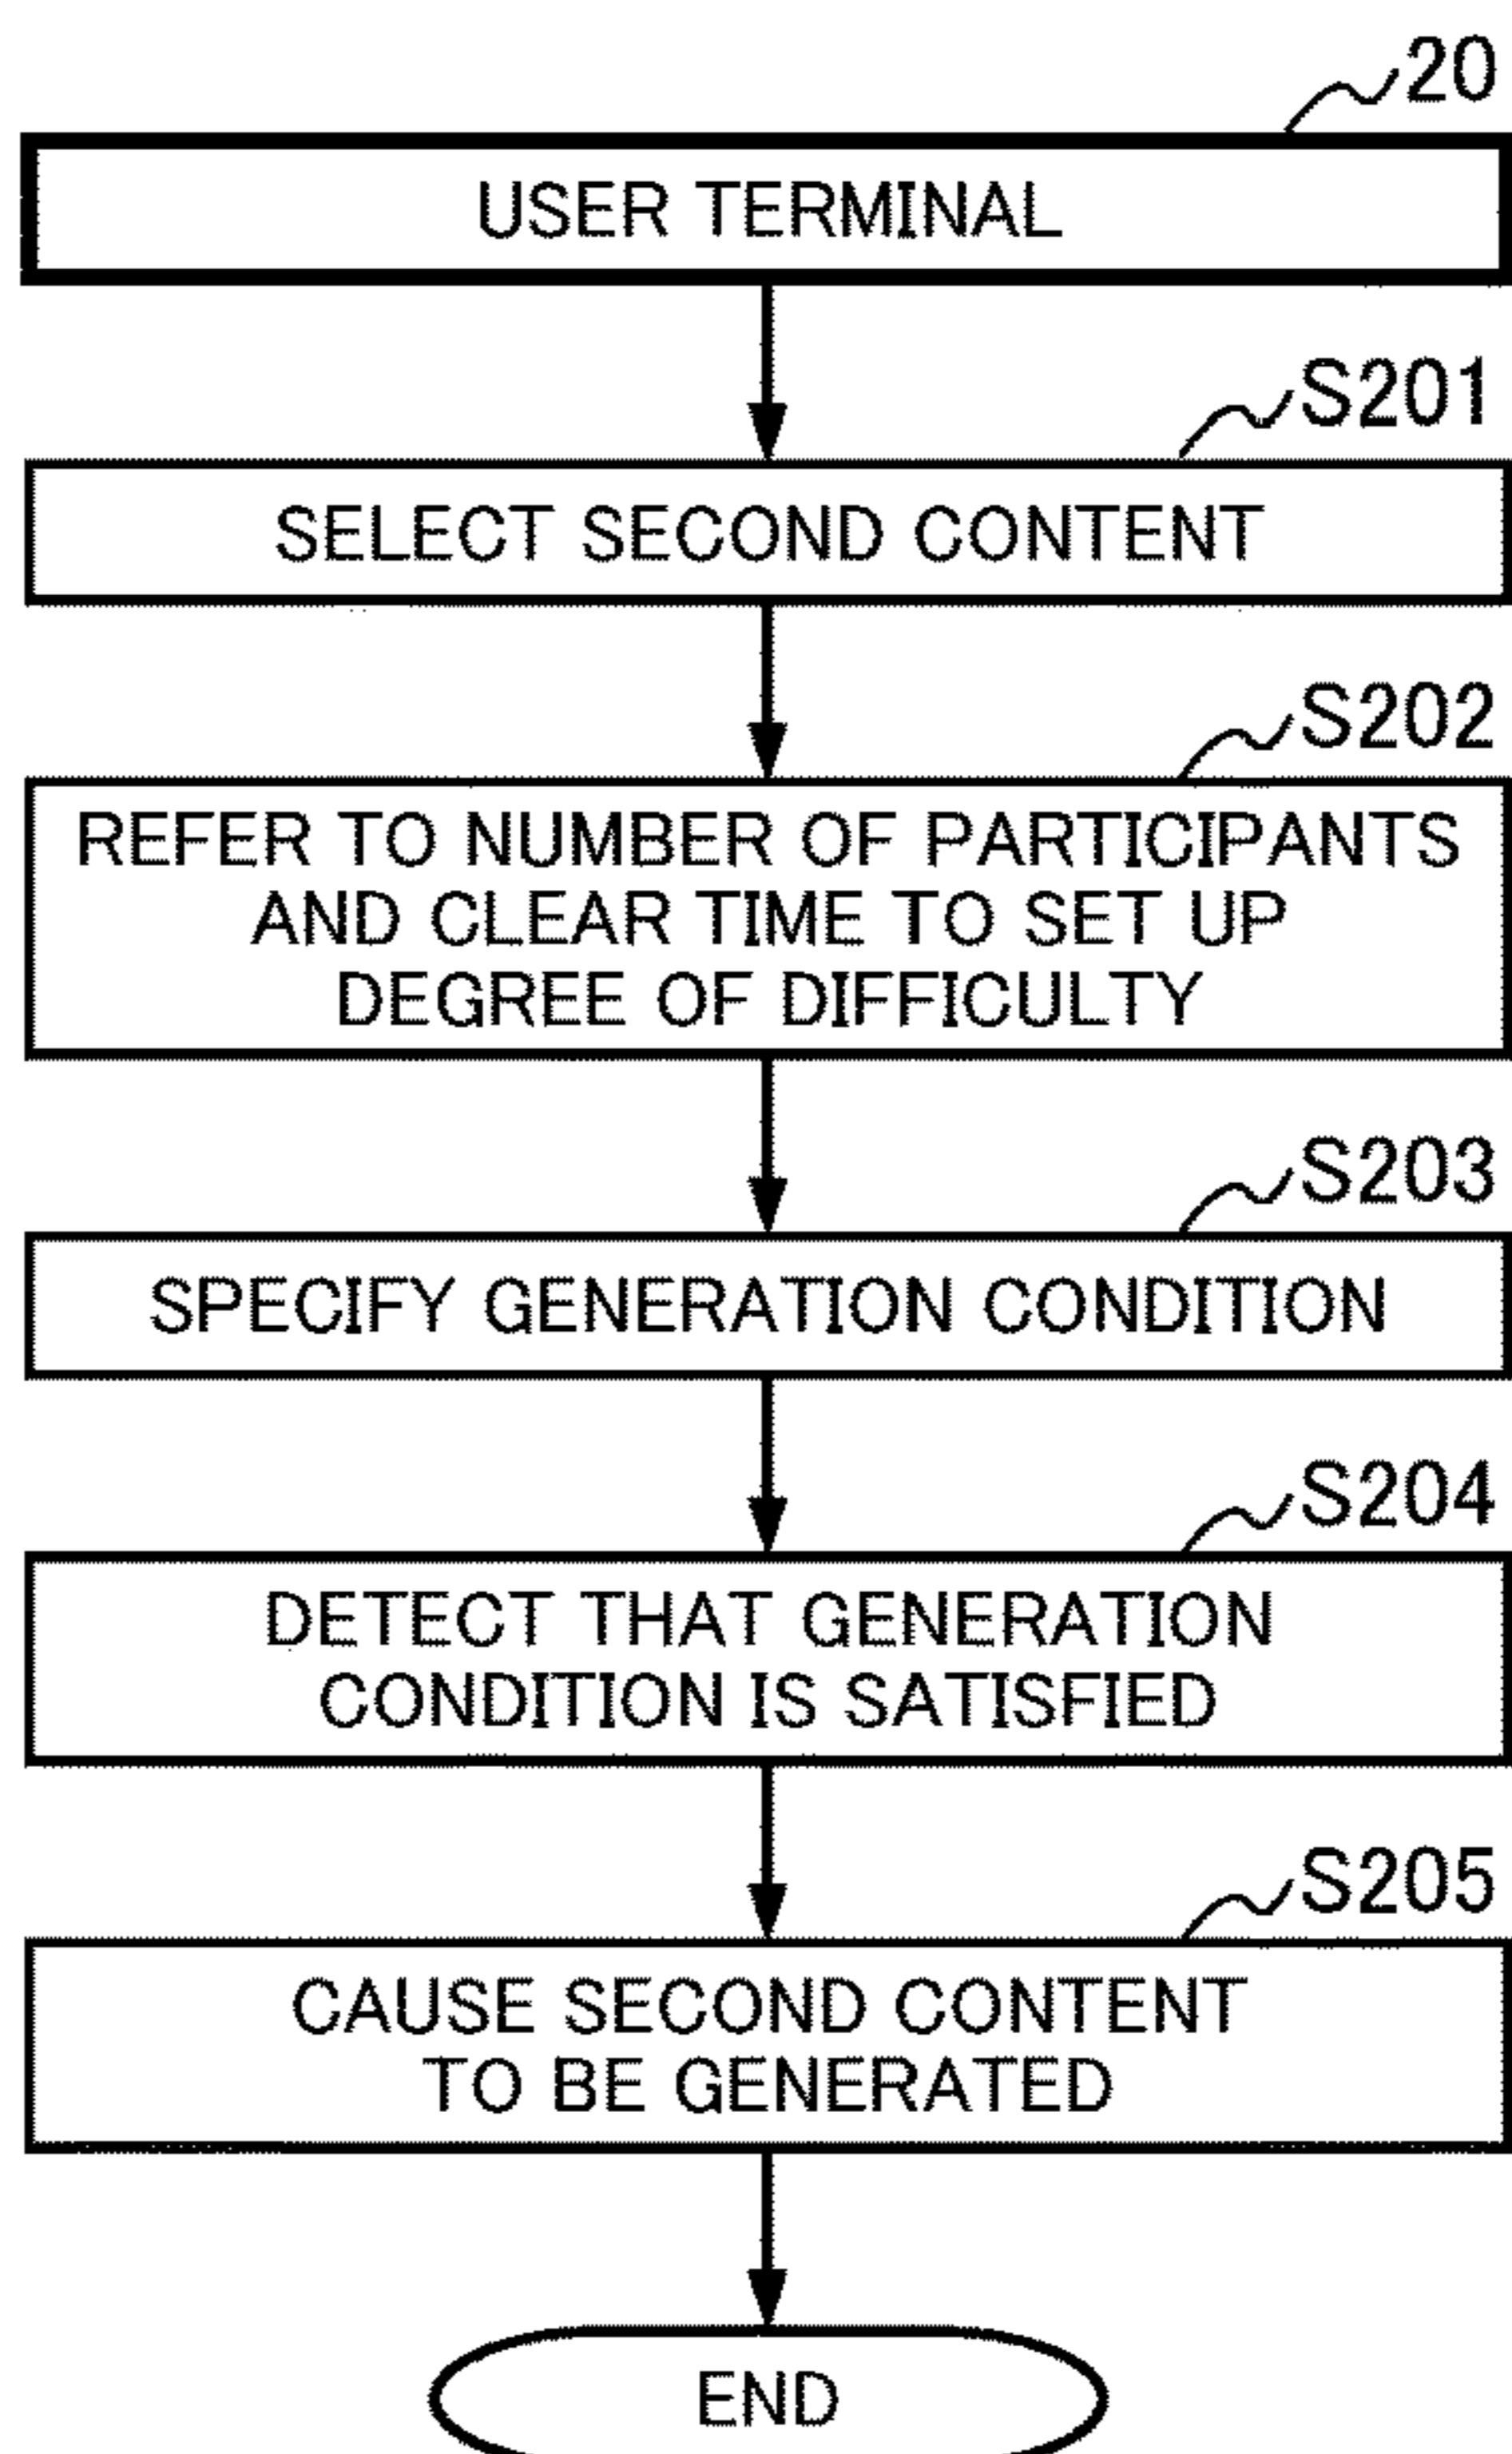 20
USER TERMINAL
S201
SELECT SECOND CONTENT
S202
REFER TO NUMBER OF PARTICIPANTS
AND CLEAR TIME TO SET UP
DEGREE OF DIFFICULTY
S203
SPECIFY GENERATION CONDITION
S204
DETECT THAT GENERATION
CONDITION IS SATISFIED
S205
CAUSE SECOND CONTENT
TO BE GENERATED
END